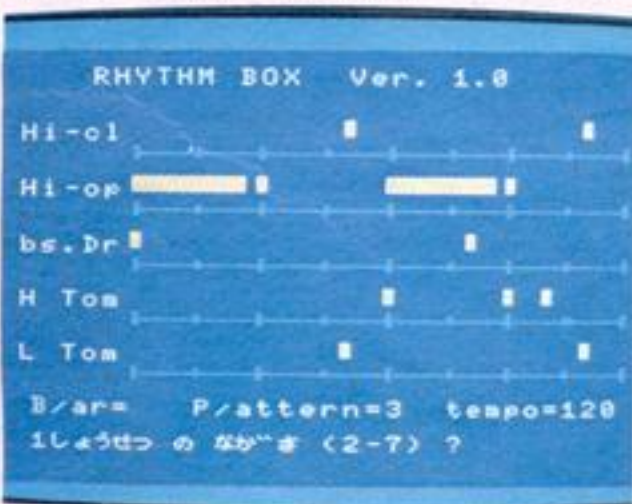 RHYTHM BOX Ver. 1.0
Hi-cl
Hi-op
bs.Dr
H Tom
L Tom
B/ar= P/attern=3 tempo=120
1しょうせつ の なか゛さ (2-7) ?